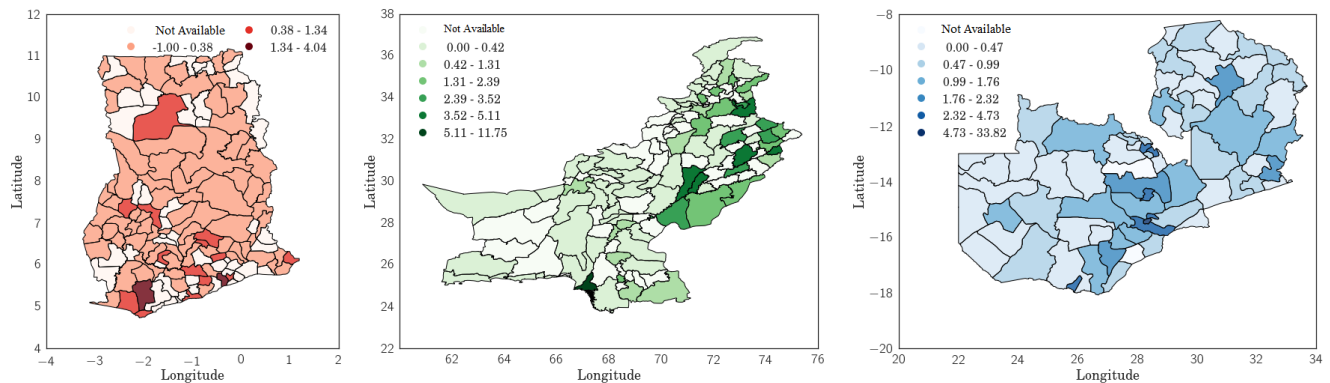 Not Available
-1.00 - 0.38
0.38 - 1.34
1.34 - 4.04
12
11
10
9
8
7
6
5
4
−4
−3
−2
−1
0
1
2
Latitude
Longitude
Not Available
0.00 - 0.42
0.42 - 1.31
1.31 - 2.39
2.39 - 3.52
3.52 - 5.11
5.11 - 11.75
38
36
34
32
30
28
26
24
22
62
64
66
68
70
72
74
76
Latitude
Longitude
Not Available
0.00 - 0.47
0.47 - 0.99
0.99 - 1.76
1.76 - 2.32
2.32 - 4.73
4.73 - 33.82
−8
−10
−12
−14
−16
−18
−20
20
22
24
26
28
30
32
34
Latitude
Longitude